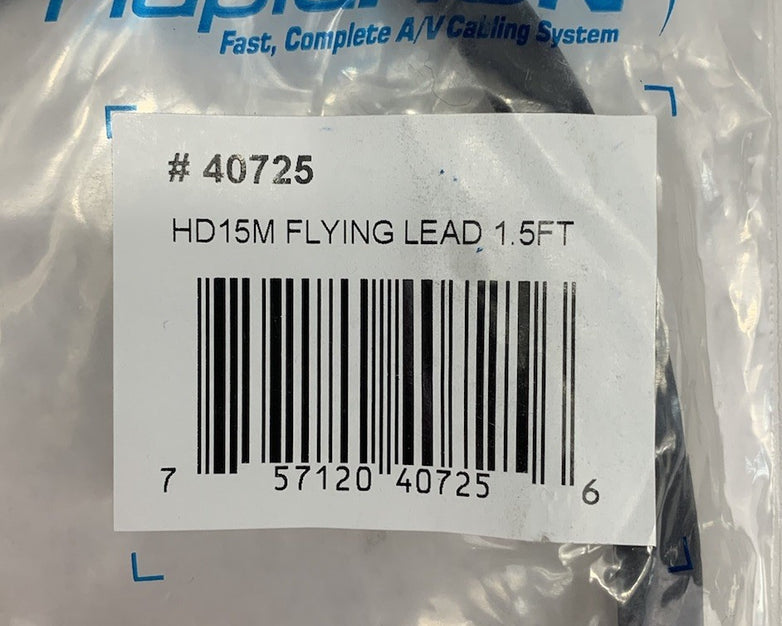 Fast, Complete A/V Cabling System
# 40725
HD15M FLYING LEAD 1.5FT
7 57120 40725 6